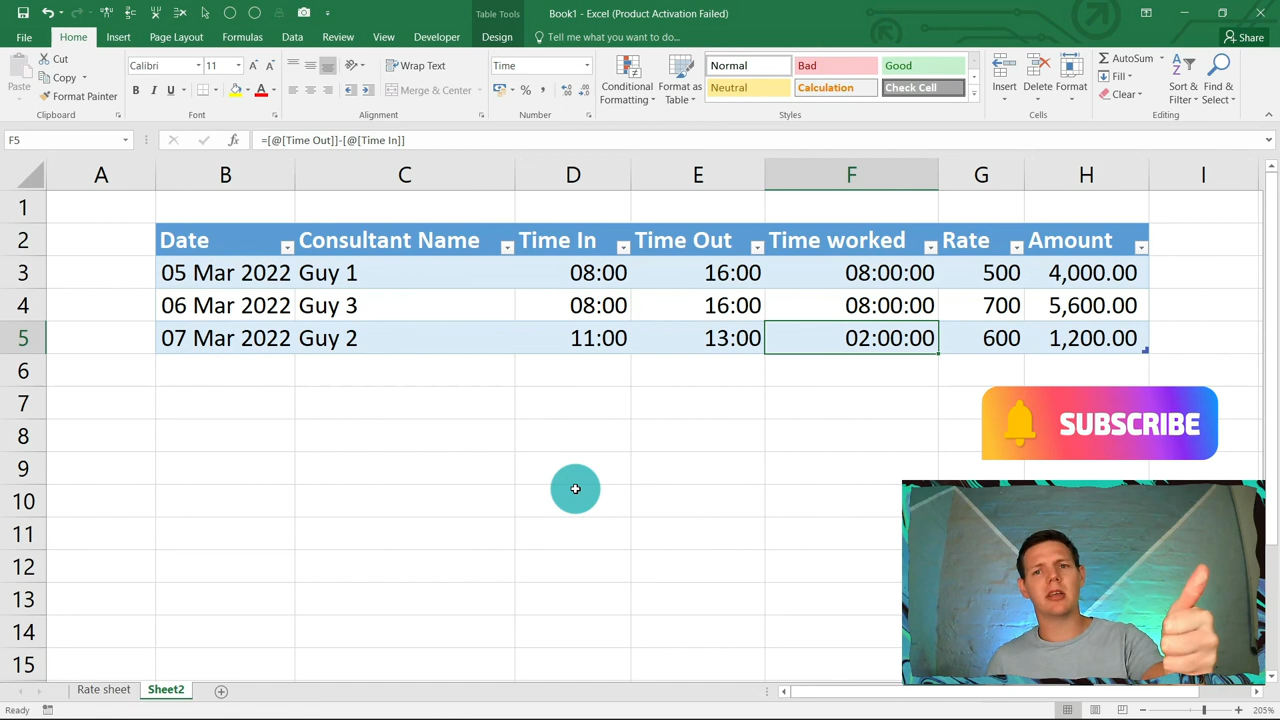 Table Tools
Book1 - Excel (Product Activation Failed)
File Home Insert Page Layout Formulas Data Review View Developer Design Tell me what you want to do... Share
Paste
Cut
Copy
Format Painter
Clipboard
Calibri 11
B I U
Font
Wrap Text
Merge & Center
Alignment
Time
%
Number
Conditional Formatting
Format as Table
Normal Bad Good
Neutral Calculation Check Cell
Styles
Insert Delete Format
Cells
AutoSum
Fill
Clear
Sort & Filter
Find & Select
Editing
F5 fx =[@[Time Out]]-[@[Time In]]
A B C D E F G H I
1
2 Date Consultant Name Time In Time Out Time worked Rate Amount
3 05 Mar 2022 Guy 1 08:00 16:00 08:00:00 500 4,000.00
4 06 Mar 2022 Guy 3 08:00 16:00 08:00:00 700 5,600.00
5 07 Mar 2022 Guy 2 11:00 13:00 02:00:00 600 1,200.00
6
7
8
SUBSCRIBE
9
10
11
12
13
14
15
Rate sheet Sheet2
Ready
205%